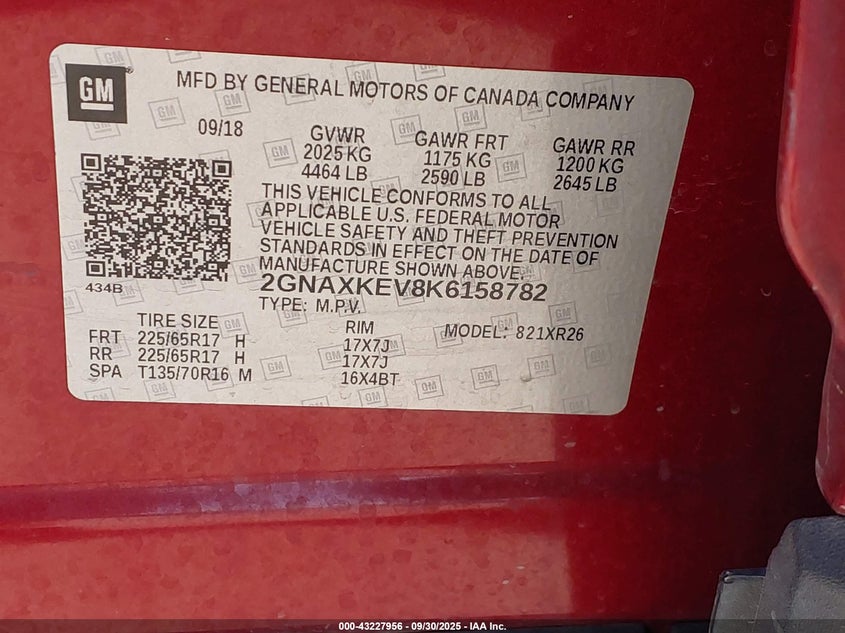 GM
MFD BY GENERAL MOTORS OF CANADA COMPANY
09/18
GVWR GAWR FRT GAWR RR
2025 KG 1175 KG 1200 KG
4464 LB 2590 LB 2645 LB
THIS VEHICLE CONFORMS TO ALL
APPLICABLE U.S. FEDERAL MOTOR
VEHICLE SAFETY AND THEFT PREVENTION
STANDARDS IN EFFECT ON THE DATE OF
MANUFACTURE SHOWN ABOVE.
434B
2GNAXKEV8K6158782
TYPE: M.P.V.
TIRE SIZE RIM MODEL: 821XR26
FRT 225/65R17 H 17X7J
RR 225/65R17 H 17X7J
SPA T135/70R16 M 16X4BT
000-43227956 - 09/30/2025 - IAA Inc.